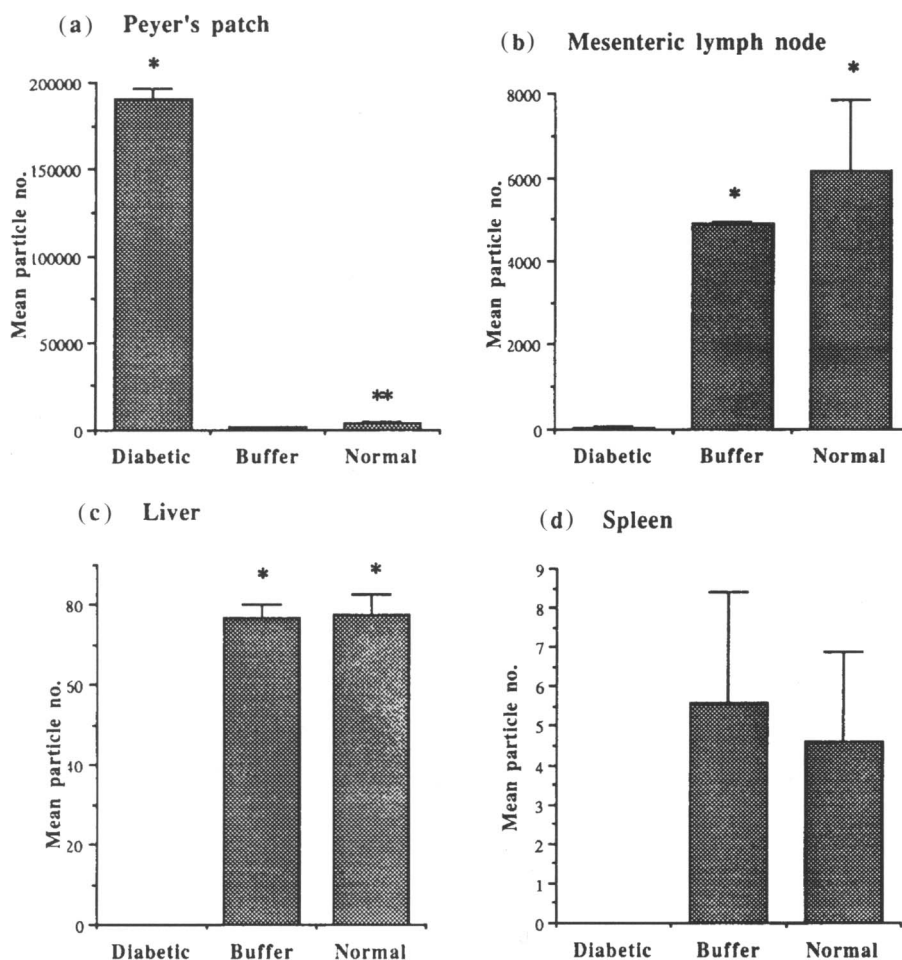 (a) Peyer's patch
*
200000
150000
100000
50000
0
Mean particle no.
**
Diabetic Buffer Normal
(b) Mesenteric lymph node
*
*
8000
6000
4000
2000
0
Mean particle no.
Diabetic Buffer Normal
(c) Liver
* *
80
60
40
20
0
Mean particle no.
Diabetic Buffer Normal
(d) Spleen
9
8
7
6
5
4
3
2
1
0
Mean particle no.
Diabetic Buffer Normal